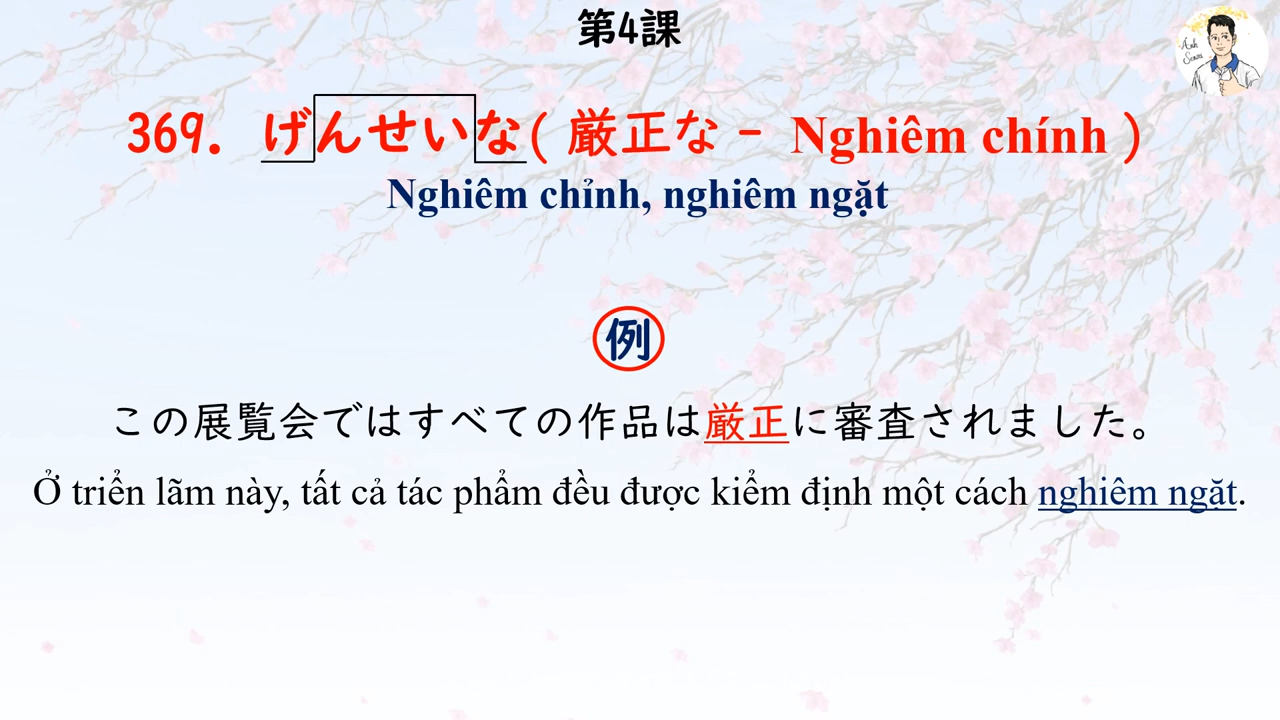 第4課
Anh Sensei
369. げんせいな( 厳正な - Nghiêm chính )
Nghiêm chỉnh, nghiêm ngặt
例
この展覧会ではすべての作品は厳正に審査されました。
Ở triển lãm này, tất cả tác phẩm đều được kiểm định một cách nghiêm ngặt.